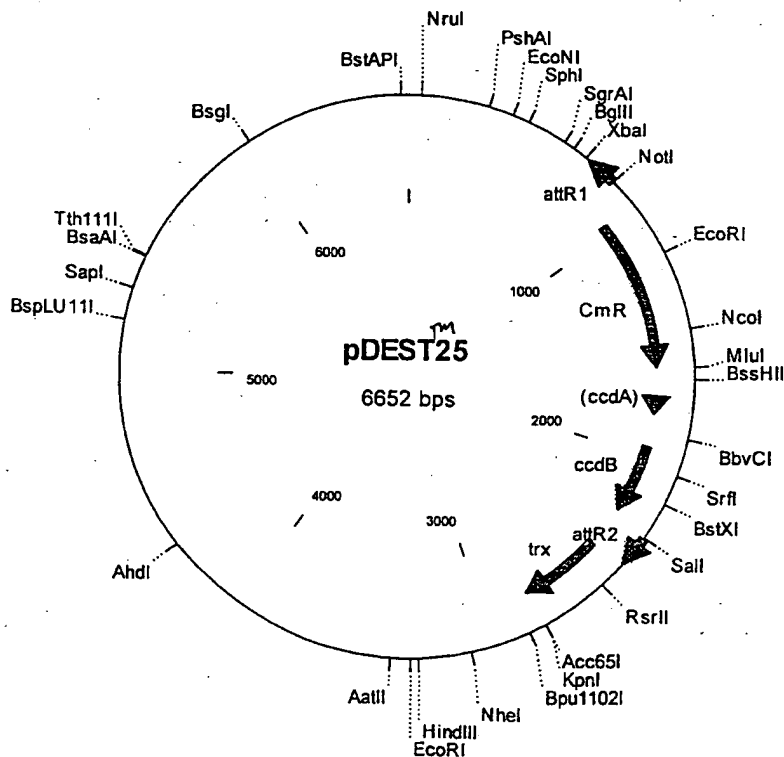 NruI
PshAI
EcoNI
SphI
SgrAI
BglII
XbaI
NotI
attR1
EcoRI
1000
CmR
NcoI
MluI
BssHII
(ccdA)
2000
BbvCI
ccdB
SrfI
BstXI
attR2
SalI
trx
RsrII
3000
Acc65I
KpnI
Bpu1102I
NheI
HindIII
EcoRI
AatII
4000
AhdI
5000
BspLU11I
SapI
BsaAI
Tth111I
6000
BsgI
BstAPI
pDEST™25
6652 bps